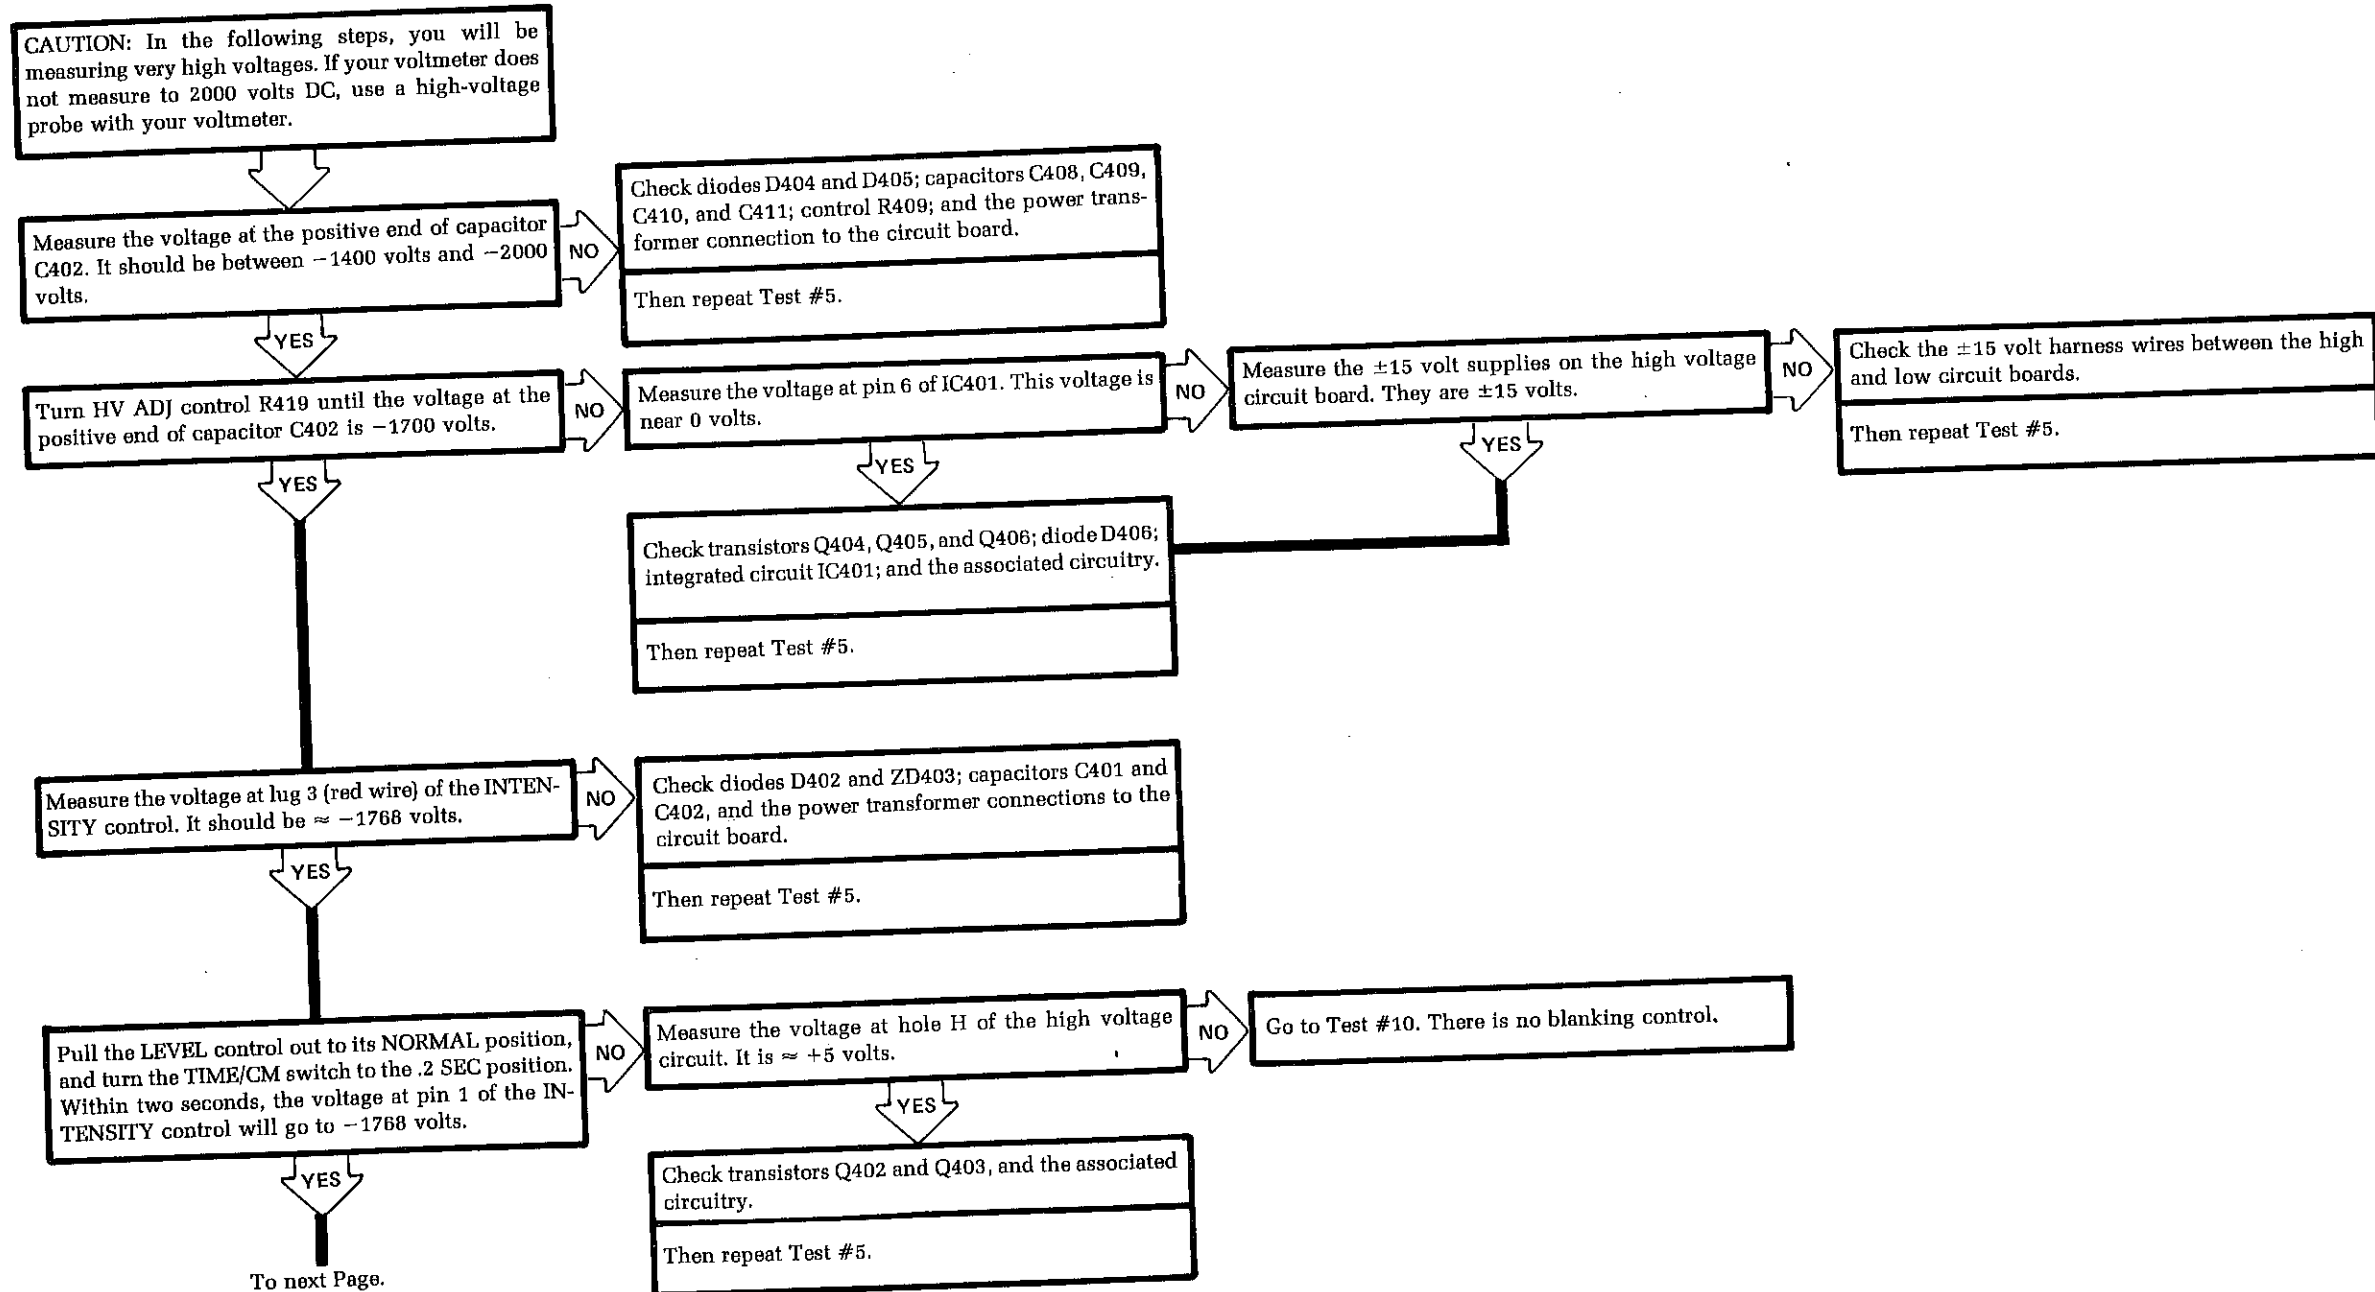 CAUTION: In the following steps, you will be
measuring very high voltages. If your voltmeter does
not measure to 2000 volts DC, use a high-voltage
probe with your voltmeter.
Measure the voltage at the positive end of capacitor
C402. It should be between −1400 volts and −2000
volts.
NO
Check diodes D404 and D405; capacitors C408, C409,
C410, and C411; control R409; and the power trans-
former connection to the circuit board.
Then repeat Test #5.
YES
Turn HV ADJ control R419 until the voltage at the
positive end of capacitor C402 is −1700 volts.
NO
Measure the voltage at pin 6 of IC401. This voltage is
near 0 volts.
NO
Measure the ±15 volt supplies on the high voltage
circuit board. They are ±15 volts.
NO
Check the ±15 volt harness wires between the high
and low circuit boards.
Then repeat Test #5.
YES
YES
YES
Check transistors Q404, Q405, and Q406; diode D406;
integrated circuit IC401; and the associated circuitry.
Then repeat Test #5.
Measure the voltage at lug 3 (red wire) of the INTEN-
SITY control. It should be ≈ −1768 volts.
NO
Check diodes D402 and ZD403; capacitors C401 and
C402, and the power transformer connections to the
circuit board.
Then repeat Test #5.
YES
Pull the LEVEL control out to its NORMAL position,
and turn the TIME/CM switch to the .2 SEC position.
Within two seconds, the voltage at pin 1 of the IN-
TENSITY control will go to −1768 volts.
NO
Measure the voltage at hole H of the high voltage
circuit. It is ≈ +5 volts.
NO
Go to Test #10. There is no blanking control.
YES
YES
Check transistors Q402 and Q403, and the associated
circuitry.
Then repeat Test #5.
To next Page.